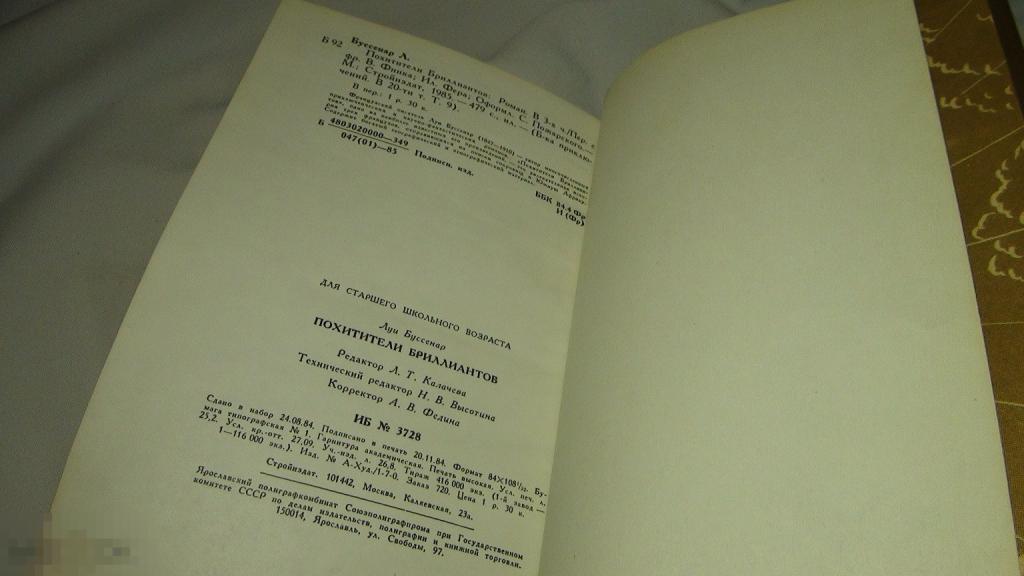 Буссенар Л.
Б 92 Похитители Бриллиантов: Роман. В 3-х ч./Пер. с
фр. В. Финка; Ил. Феру. Оформил. С. Пожарского.—
М.: Стройиздат, 1985.—479 с., ил.— (Б-ка приклю-
чений. В 20-ти т. Т. 9).
В пер.: 1 р. 30 к.
Французский писатель Луи Буссенар
Б 4803620000—349
047(01)—85 Подписн. изд.
ББК 84.4 Фр
И (Фр)
ДЛЯ СТАРШЕГО ШКОЛЬНОГО ВОЗРАСТА
Луи Буссенар
ПОХИТИТЕЛИ БРИЛЛИАНТОВ
Редактор Л. Т. Калачева
Технический редактор Н. В. Высотина
Корректор А. В. Федина
ИБ № 3728
Сдано в набор 24.08.84. Подписано в печать 20.11.84. Формат 84×108¹/₃₂. Бу-
мага типографская № 1. Гарнитура академическая. Печать высокая. Усл. печ. л.
25,2. Усл. кр.-отт. 27,09. Уч.-изд. л. 26,8. Тираж 416 000 экз. (1-й завод —
1—116 000 экз.). Изд. № А-Худ./1-7-0. Заказ 720. Цена 1 р. 30 к.
Стройиздат. 101442, Москва, Каляевская, 23а.
Ярославский полиграфкомбинат Союзполиграфпрома при Государственном
комитете СССР по делам издательств, полиграфии и книжной торговли.
150014, Ярославль, ул. Свободы, 97.